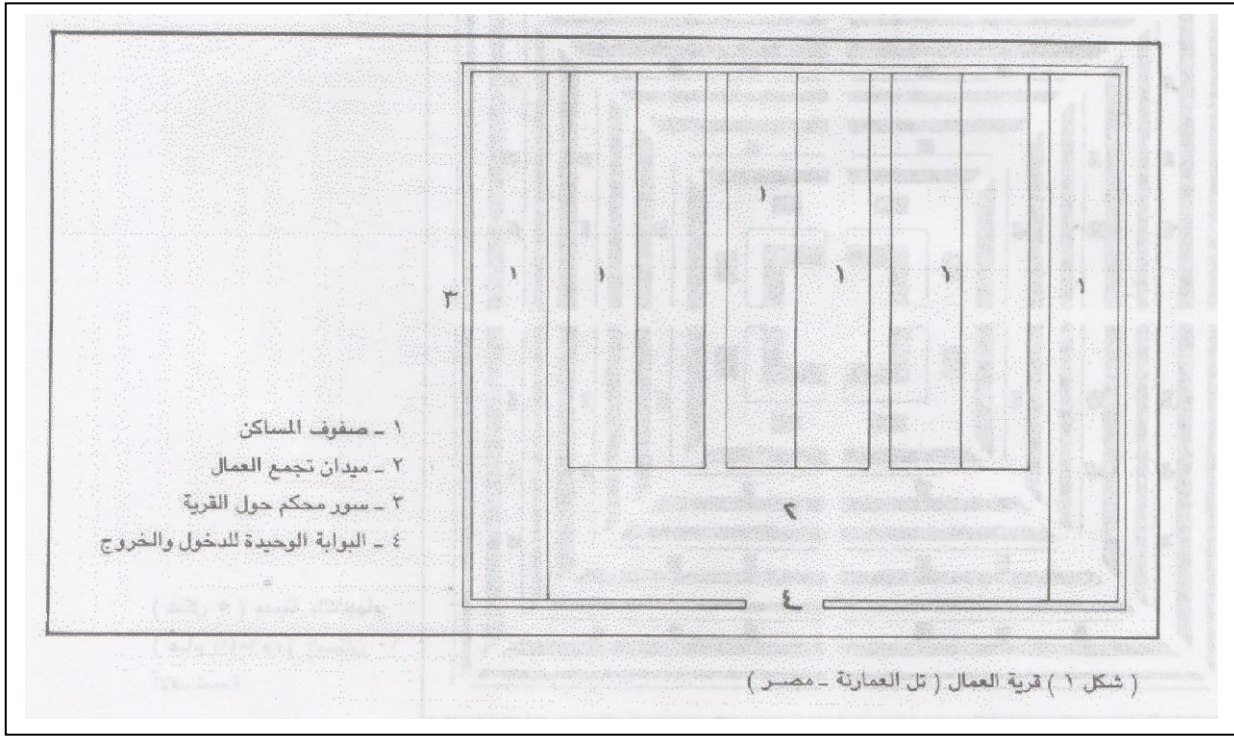 ١
١
١
١
١
١
٣
١ ـ صفوف المساكن
٢ ـ ميدان تجمع العمال
٣ ـ سور محكم حول القرية
٤ ـ البوابة الوحيدة للدخول والخروج
٢
٤
( شكل ١ ) قرية العمال ( تل العمارنة ـ مصر )